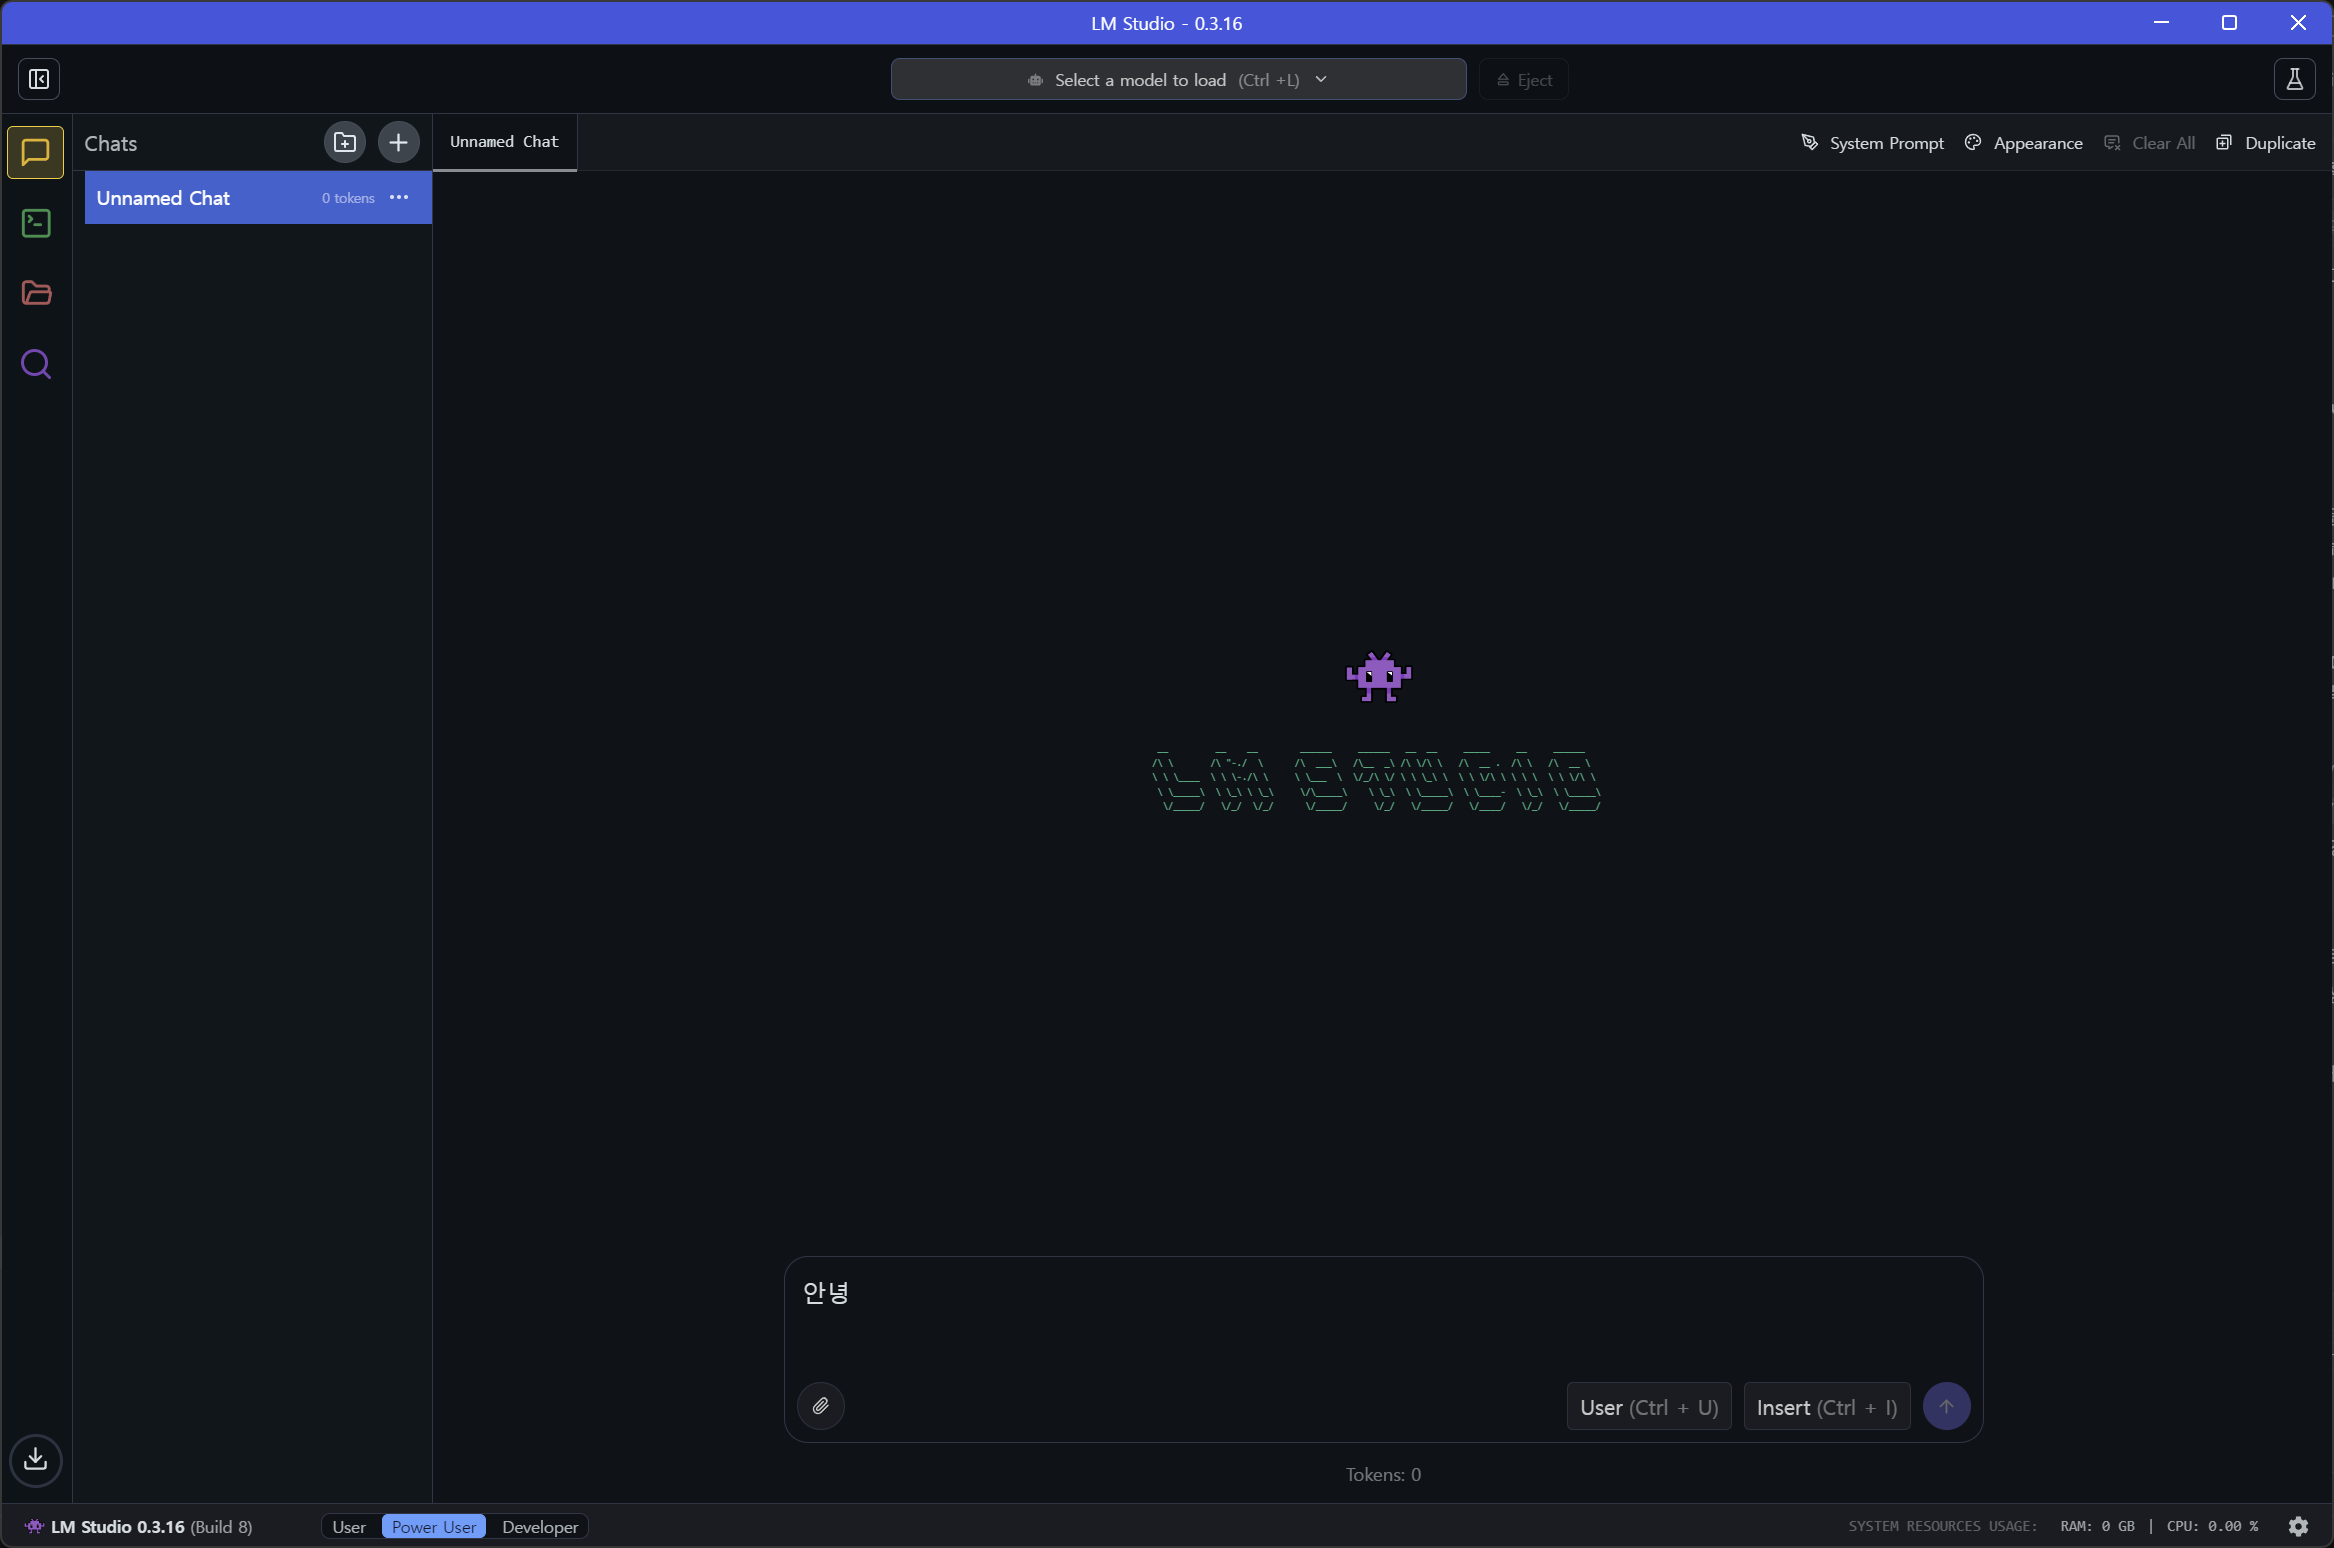 LM Studio - 0.3.16
Select a model to load (Ctrl +L)
Eject
Chats
Unnamed Chat
System Prompt
Appearance
Clear All
Duplicate
Unnamed Chat
0 tokens
LM STUDIO
안녕
User (Ctrl + U)
Insert (Ctrl + I)
Tokens: 0
LM Studio 0.3.16 (Build 8)
User
Power User
Developer
SYSTEM RESOURCES USAGE:
RAM: 0 GB | CPU: 0.00 %